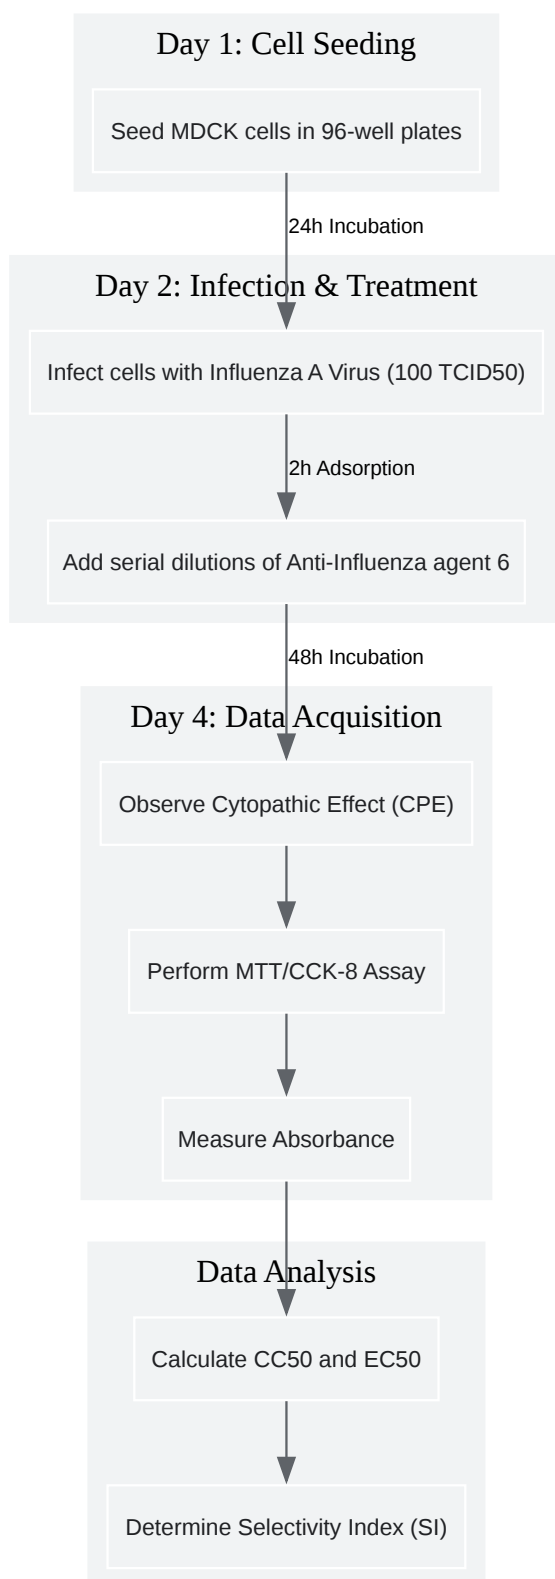 Day 1: Cell Seeding
Seed MDCK cells in 96-well plates
24h Incubation
Day 2: Infection & Treatment
Infect cells with Influenza A Virus (100 TCID50)
2h Adsorption
Add serial dilutions of Anti-Influenza agent 6
48h Incubation
Day 4: Data Acquisition
Observe Cytopathic Effect (CPE)
Perform MTT/CCK-8 Assay
Measure Absorbance
Data Analysis
Calculate CC50 and EC50
Determine Selectivity Index (SI)